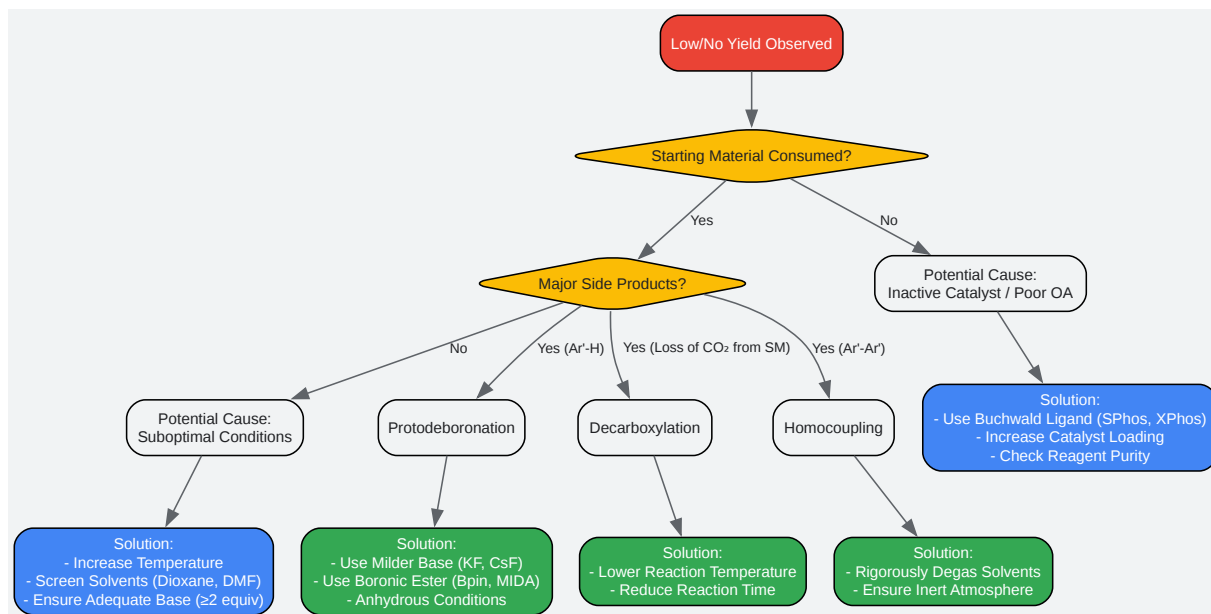 Low/No Yield Observed
Starting Material Consumed?
Yes
No
Major Side Products?
Potential Cause:
Inactive Catalyst / Poor OA
No
Yes (Ar'-H)
Yes (Loss of CO₂ from SM)
Yes (Ar'-Ar')
Potential Cause:
Suboptimal Conditions
Protodeboronation
Decarboxylation
Homocoupling
Solution:
- Use Buchwald Ligand (SPhos, XPhos)
- Increase Catalyst Loading
- Check Reagent Purity
Solution:
- Increase Temperature
- Screen Solvents (Dioxane, DMF)
- Ensure Adequate Base (≥2 equiv)
Solution:
- Use Milder Base (KF, CsF)
- Use Boronic Ester (Bpin, MIDA)
- Anhydrous Conditions
Solution:
- Lower Reaction Temperature
- Reduce Reaction Time
Solution:
- Rigorously Degas Solvents
- Ensure Inert Atmosphere